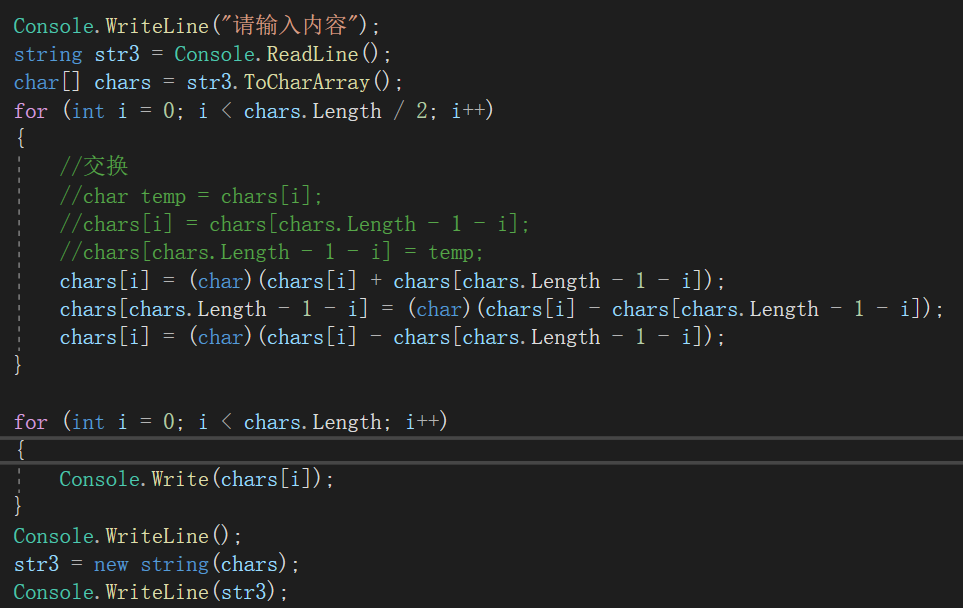 Console.WriteLine("请输入内容");
string str3 = Console.ReadLine();
char[] chars = str3.ToCharArray();
for (int i = 0; i < chars.Length / 2; i++)
{
//交换
//char temp = chars[i];
//chars[i] = chars[chars.Length - 1 - i];
//chars[chars.Length - 1 - i] = temp;
chars[i] = (char)(chars[i] + chars[chars.Length - 1 - i]);
chars[chars.Length - 1 - i] = (char)(chars[i] - chars[chars.Length - 1 - i]);
chars[i] = (char)(chars[i] - chars[chars.Length - 1 - i]);
}
for (int i = 0; i < chars.Length; i++)
{
Console.Write(chars[i]);
}
Console.WriteLine();
str3 = new string(chars);
Console.WriteLine(str3);